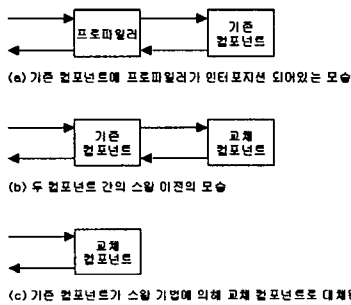 프로파일러
기존
컴포넌트
(a) 기존 컴포넌트에 프로파일러가 인터포지션 되어있는 모습
기존
컴포넌트
교체
컴포넌트
(b) 두 컴포넌트 간의 스왑 이전의 모습
교체
컴포넌트
(c) 기존 컴포넌트가 스왑 기법에 의해 교체 컴포넌트로 대체